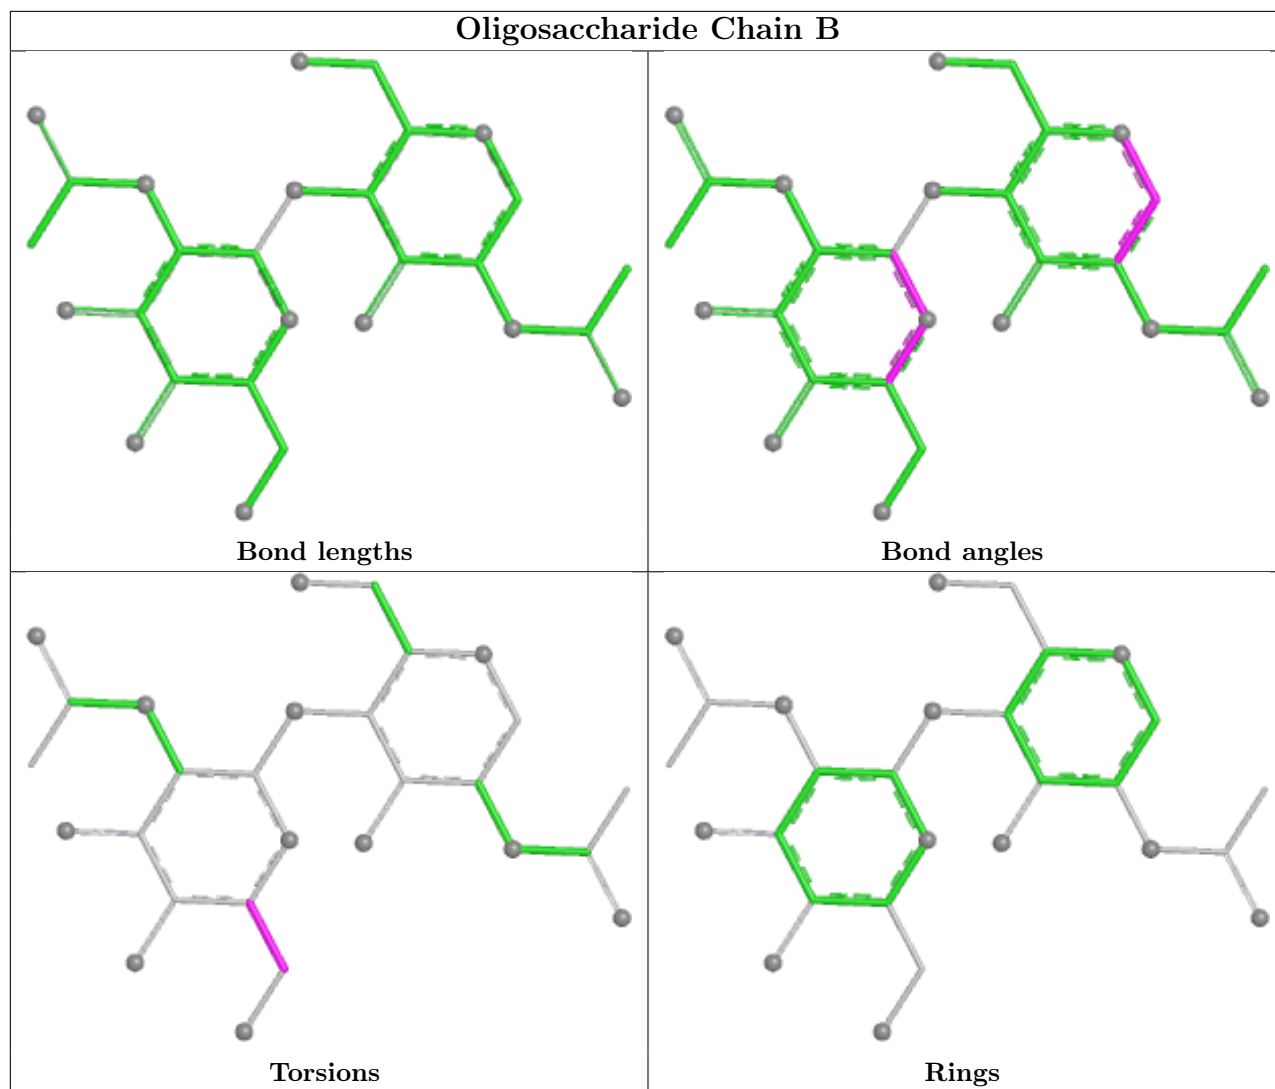 Oligosaccharide Chain B
Bond lengths
Bond angles
Torsions
Rings